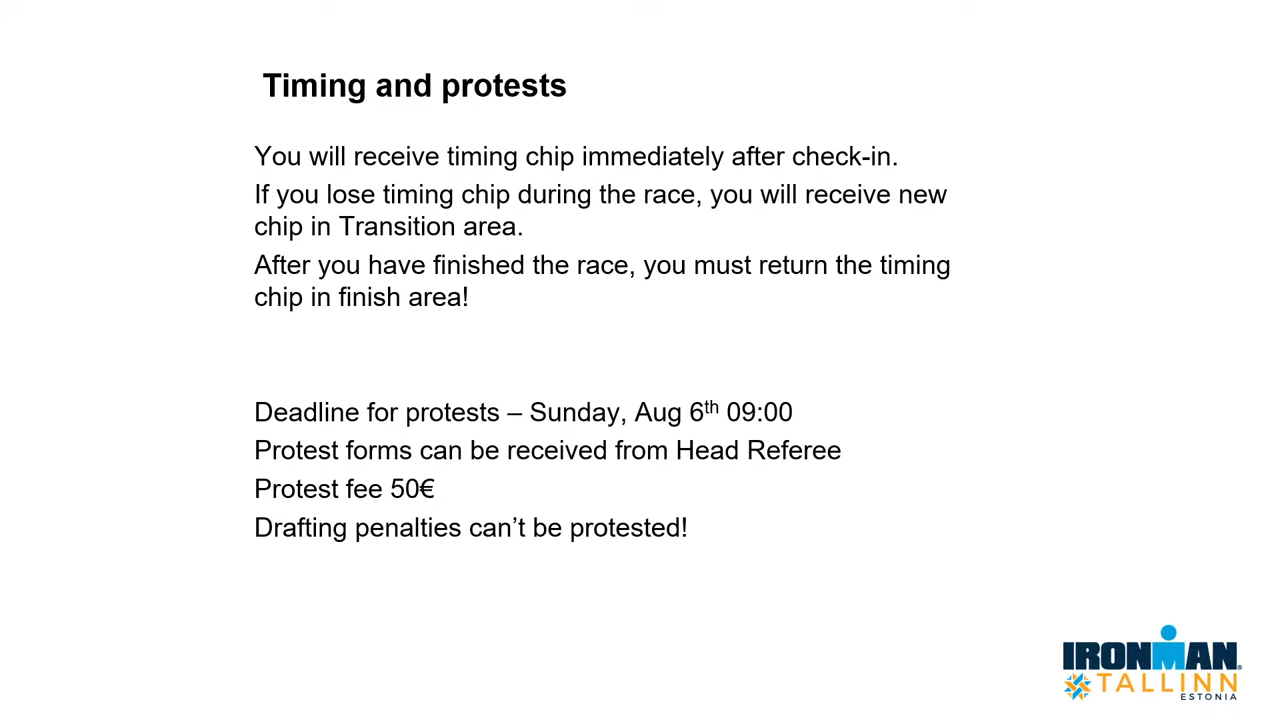 Timing and protests
You will receive timing chip immediately after check-in.
If you lose timing chip during the race, you will receive new
chip in Transition area.
After you have finished the race, you must return the timing
chip in finish area!
Deadline for protests – Sunday, Aug 6th 09:00
Protest forms can be received from Head Referee
Protest fee 50€
Drafting penalties can’t be protested!
IRONMAN®
TALLINN
ESTONIA